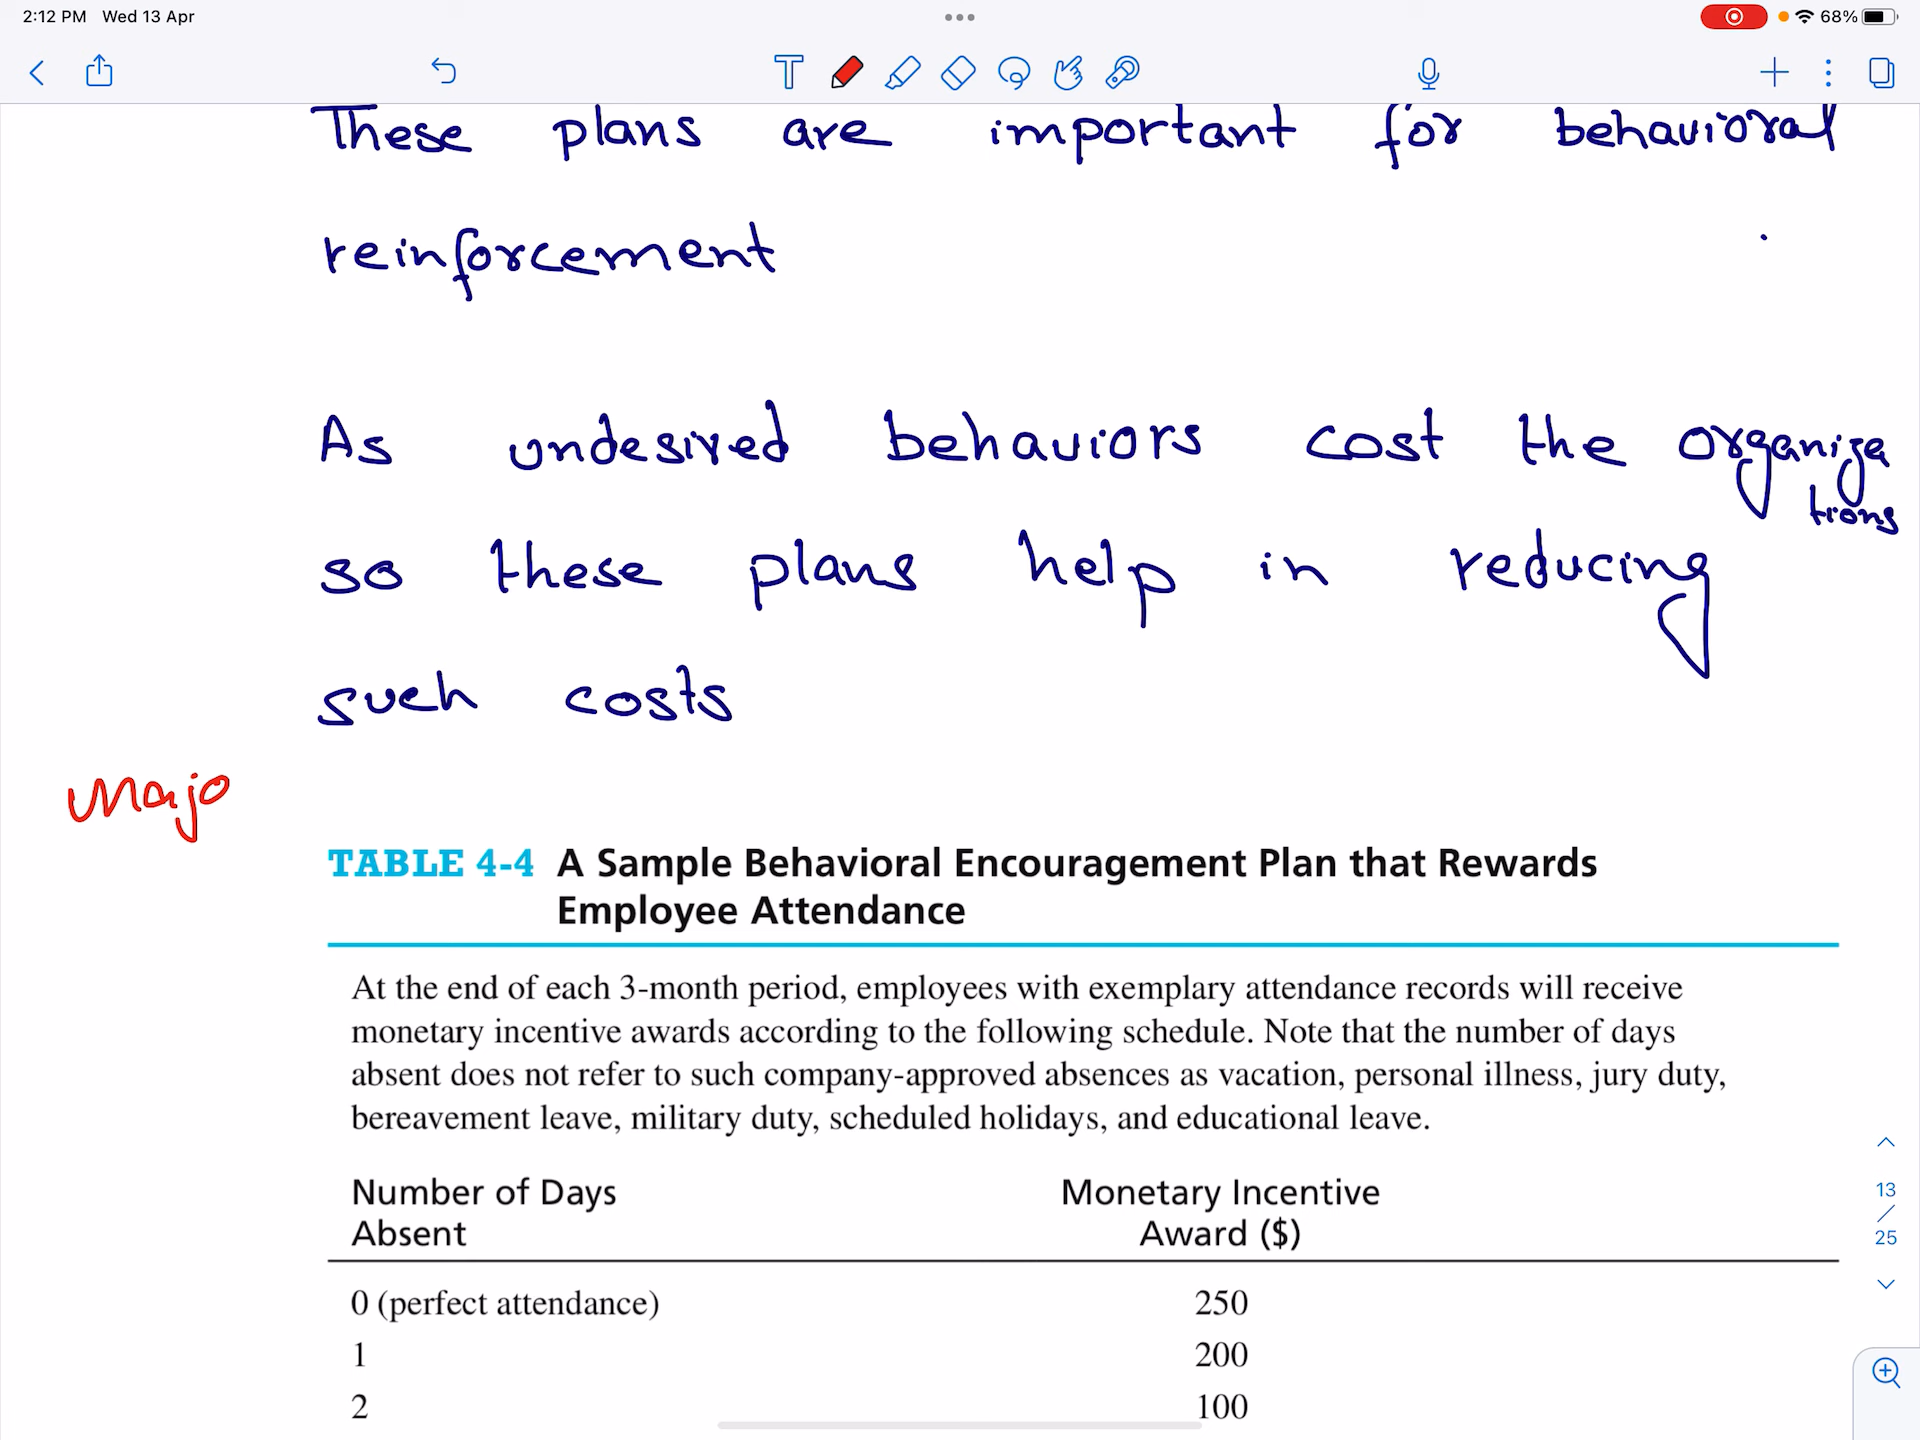 2:12 PM Wed 13 Apr
68%
These plans are important for behavioral
reinforcement
As undesired behaviors cost the organiza
tions
so these plans help in reducing
such costs
Majo
TABLE 4-4 A Sample Behavioral Encouragement Plan that Rewards
Employee Attendance
At the end of each 3-month period, employees with exemplary attendance records will receive
monetary incentive awards according to the following schedule. Note that the number of days
absent does not refer to such company-approved absences as vacation, personal illness, jury duty,
bereavement leave, military duty, scheduled holidays, and educational leave.
Number of Days Monetary Incentive
Absent Award ($)
0 (perfect attendance) 250
1 200
2 100
13
/
25